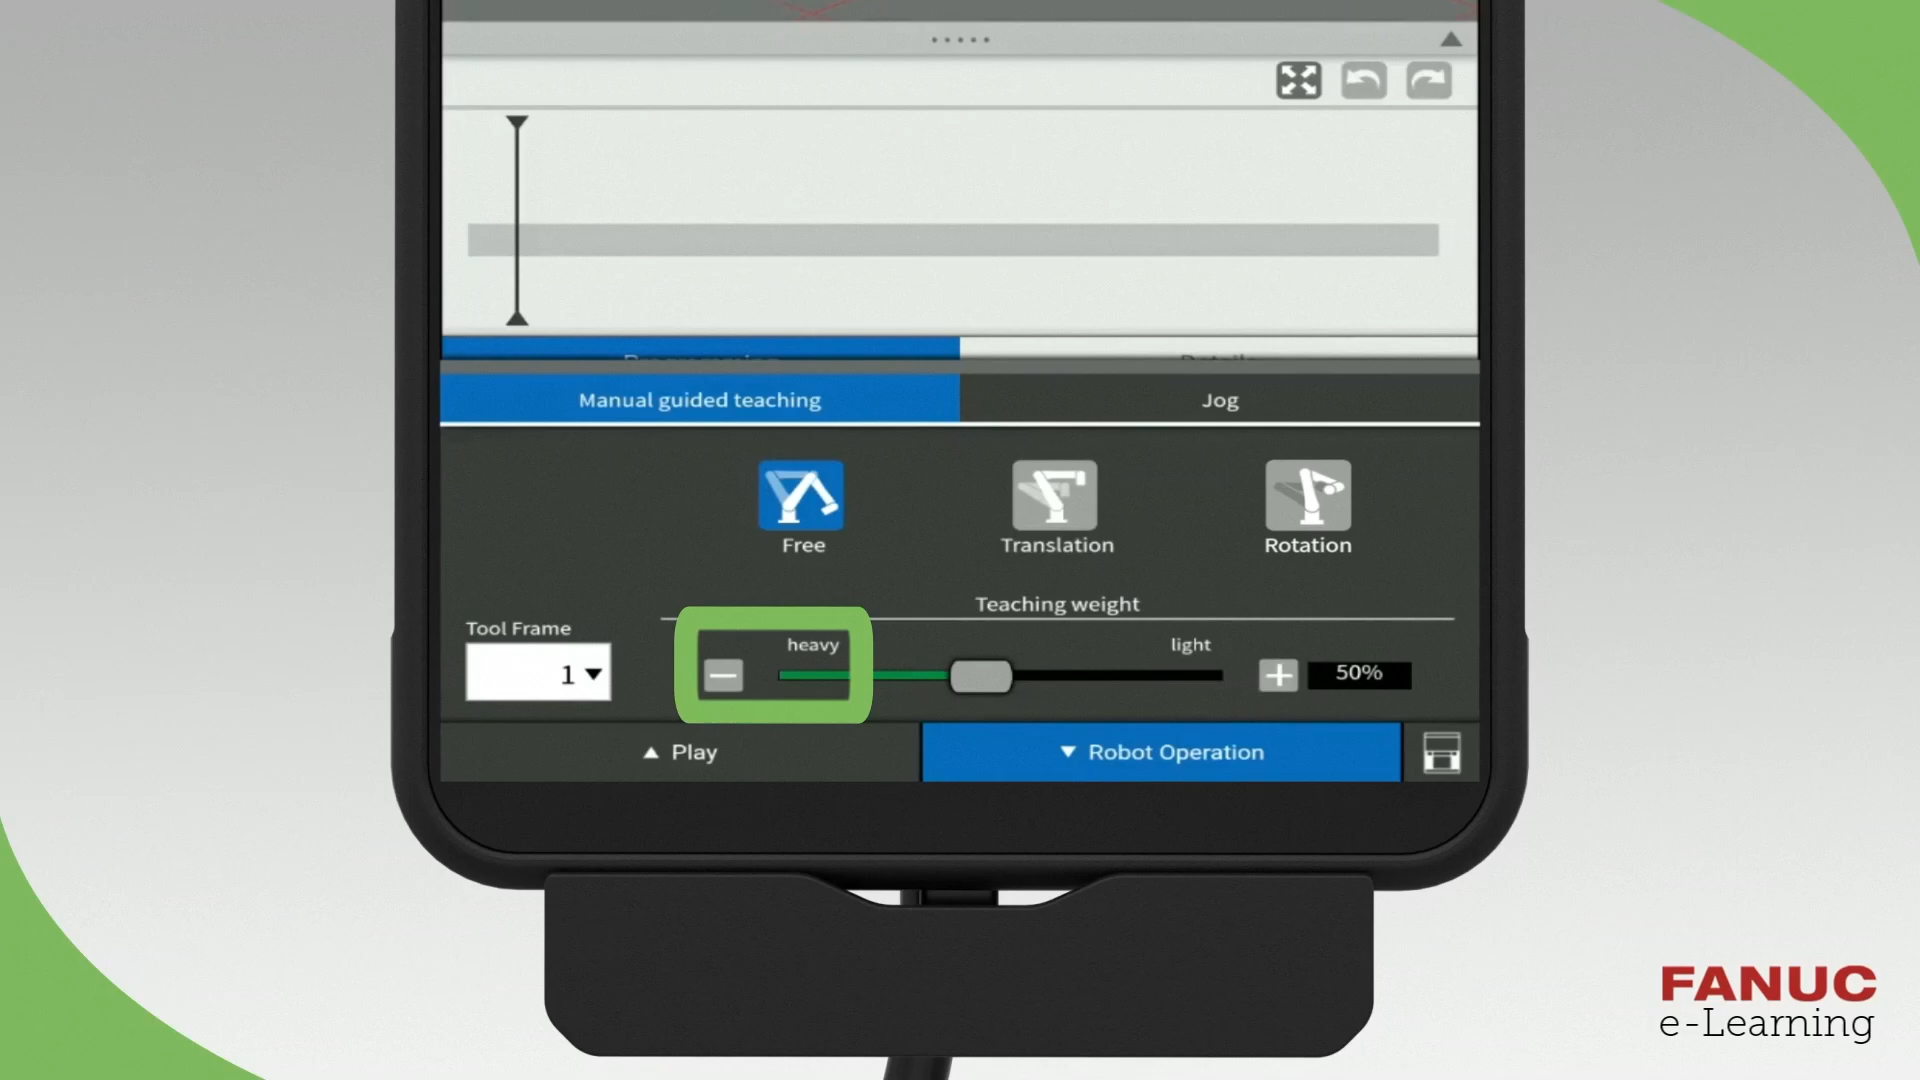 Manual guided teaching
Jog
Free
Translation
Rotation
Teaching weight
Tool Frame
heavy
light
1
50%
Play
Robot Operation
FANUC
e-Learning